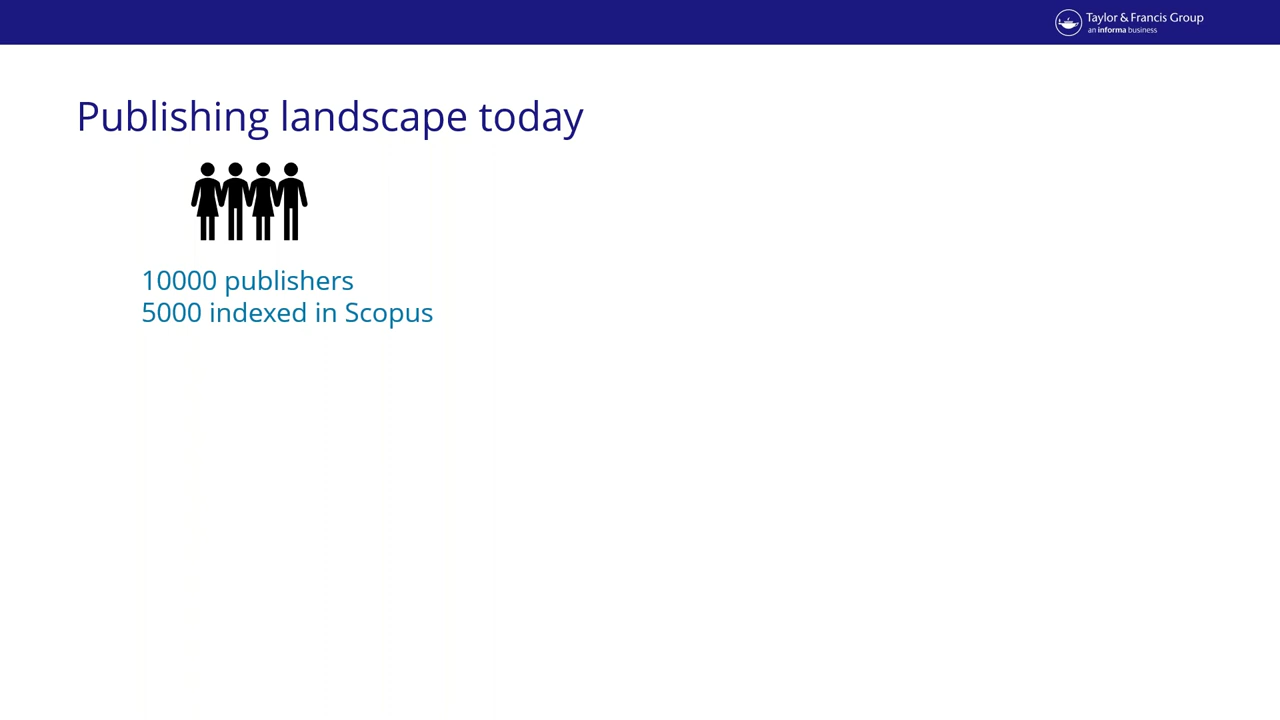 Taylor & Francis Group
an informa business
Publishing landscape today
10000 publishers
5000 indexed in Scopus